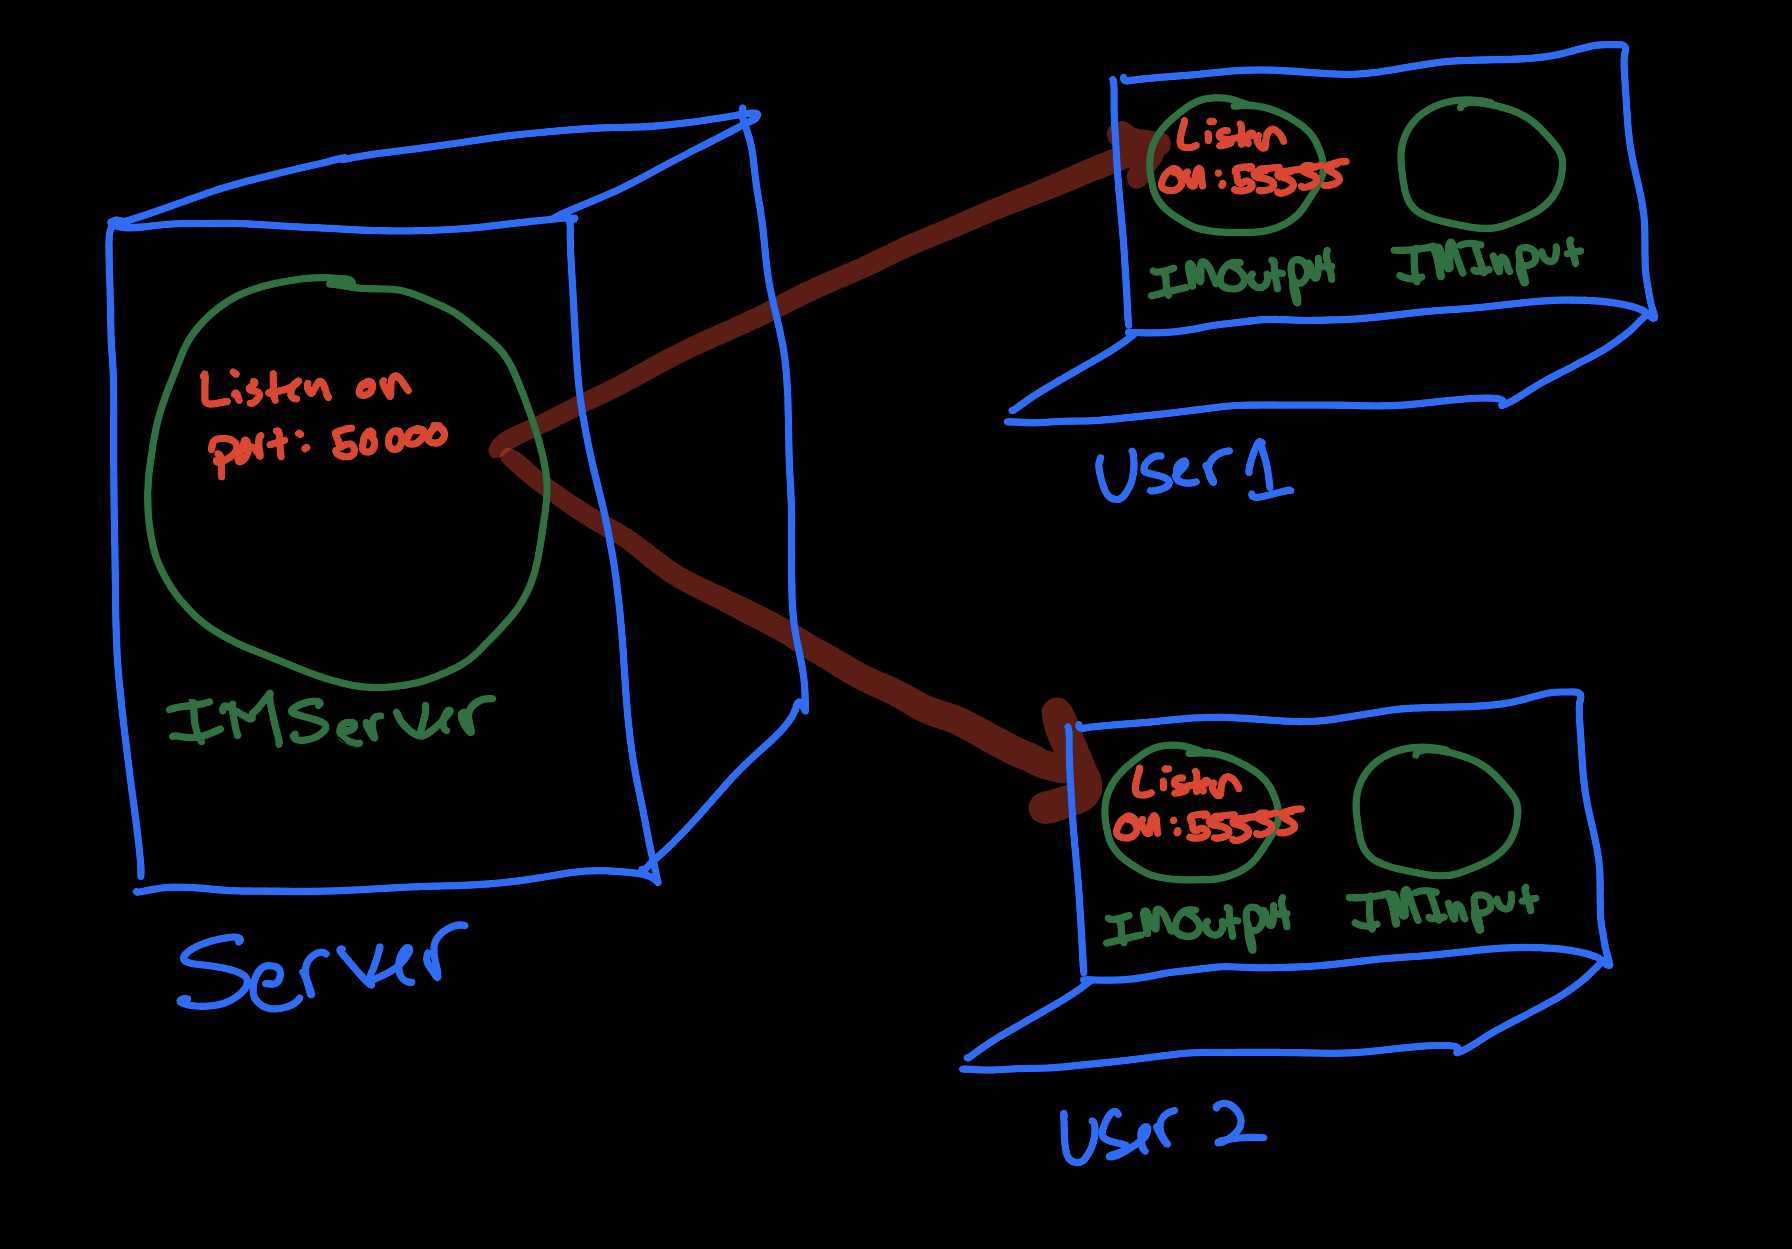 Listen on
port: 50000
IMServer
Server
Listen
on: 55555
IMOutput
IMInput
User 1
Listen
on: 55555
IMOutput
IMInput
User 2